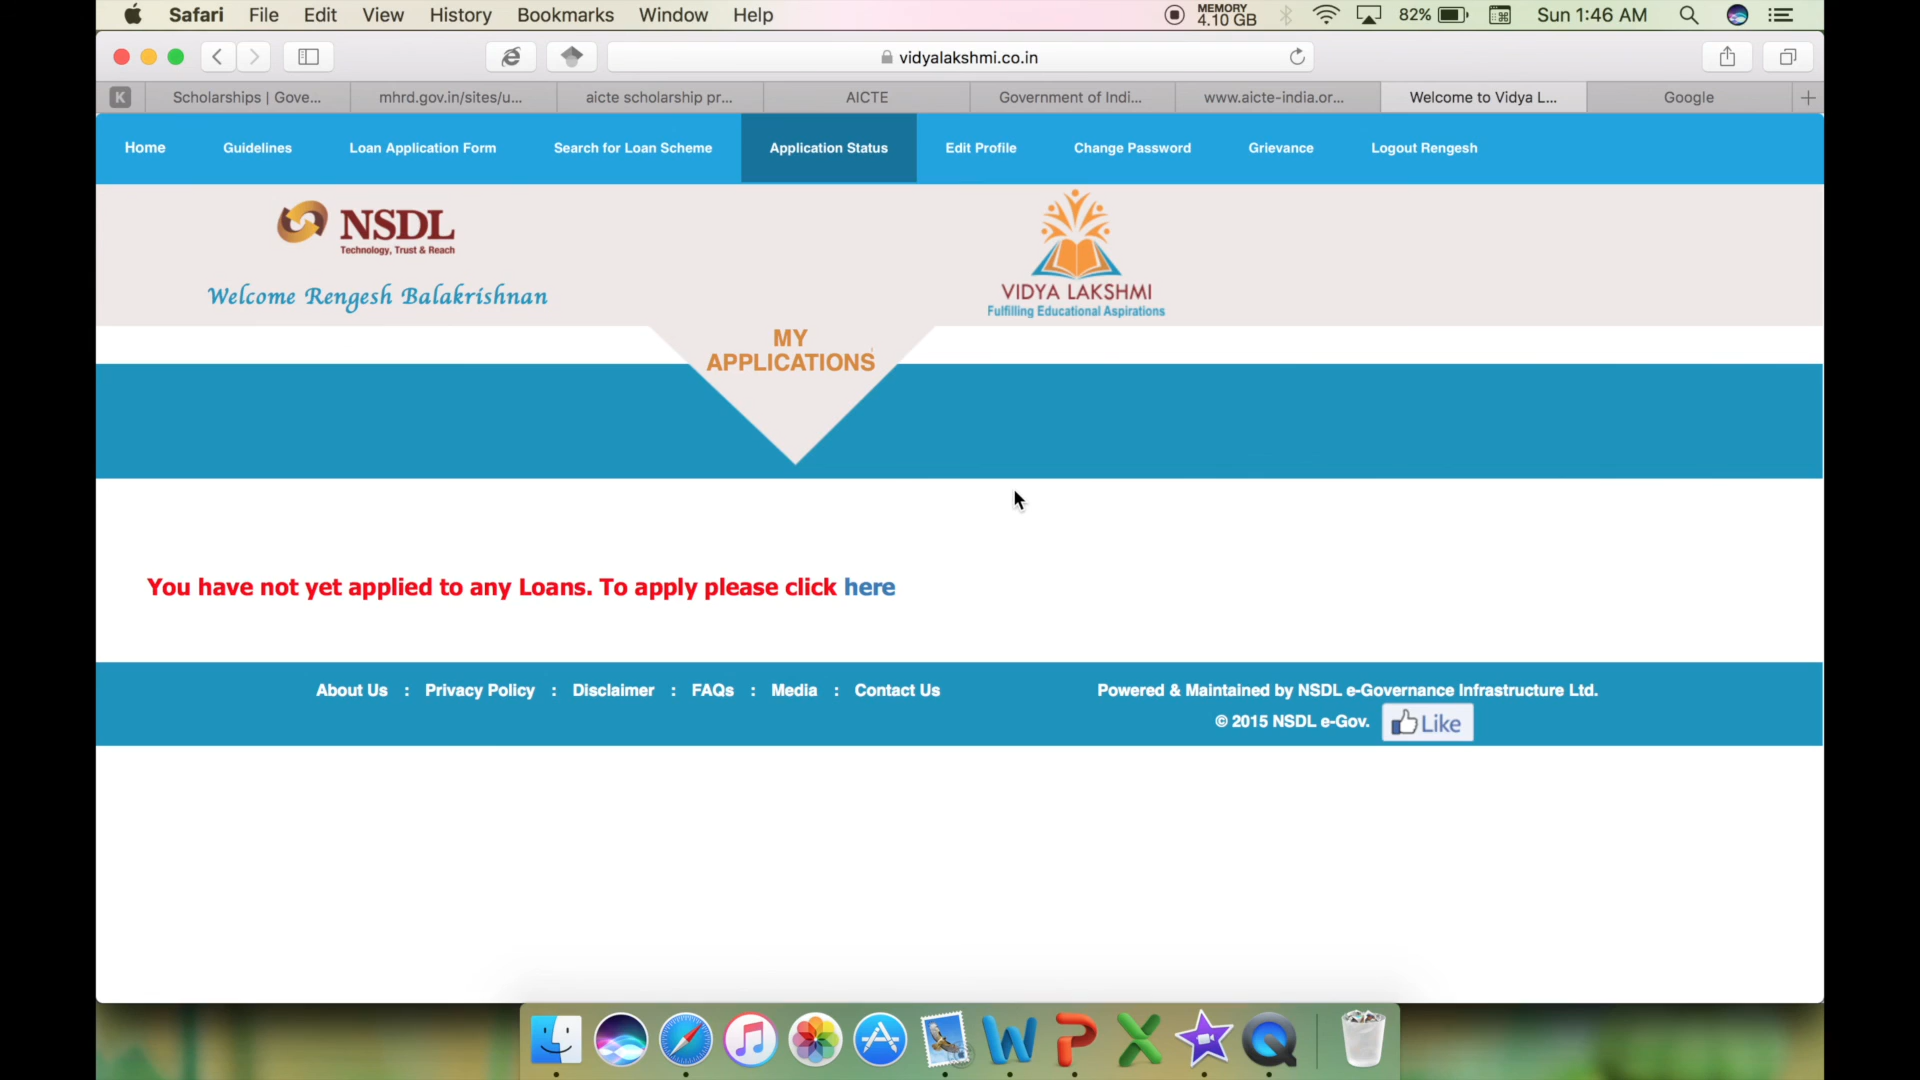 Safari File Edit View History Bookmarks Window Help MEMORY 4.10 GB 82% Sun 1:46 AM
vidyalakshmi.co.in
K Scholarships | Gove... mhrd.gov.in/sites/u... aicte scholarship pr... AICTE Government of Indi... www.aicte-india.or... Welcome to Vidya L... Google
Home Guidelines Loan Application Form Search for Loan Scheme Application Status Edit Profile Change Password Grievance Logout Rengesh
NSDL
Technology, Trust & Reach
Welcome Rengesh Balakrishnan
VIDYA LAKSHMI
Fulfilling Educational Aspirations
MY
APPLICATIONS
You have not yet applied to any Loans. To apply please click here
About Us : Privacy Policy : Disclaimer : FAQs : Media : Contact Us
Powered & Maintained by NSDL e-Governance Infrastructure Ltd.
© 2015 NSDL e-Gov. Like